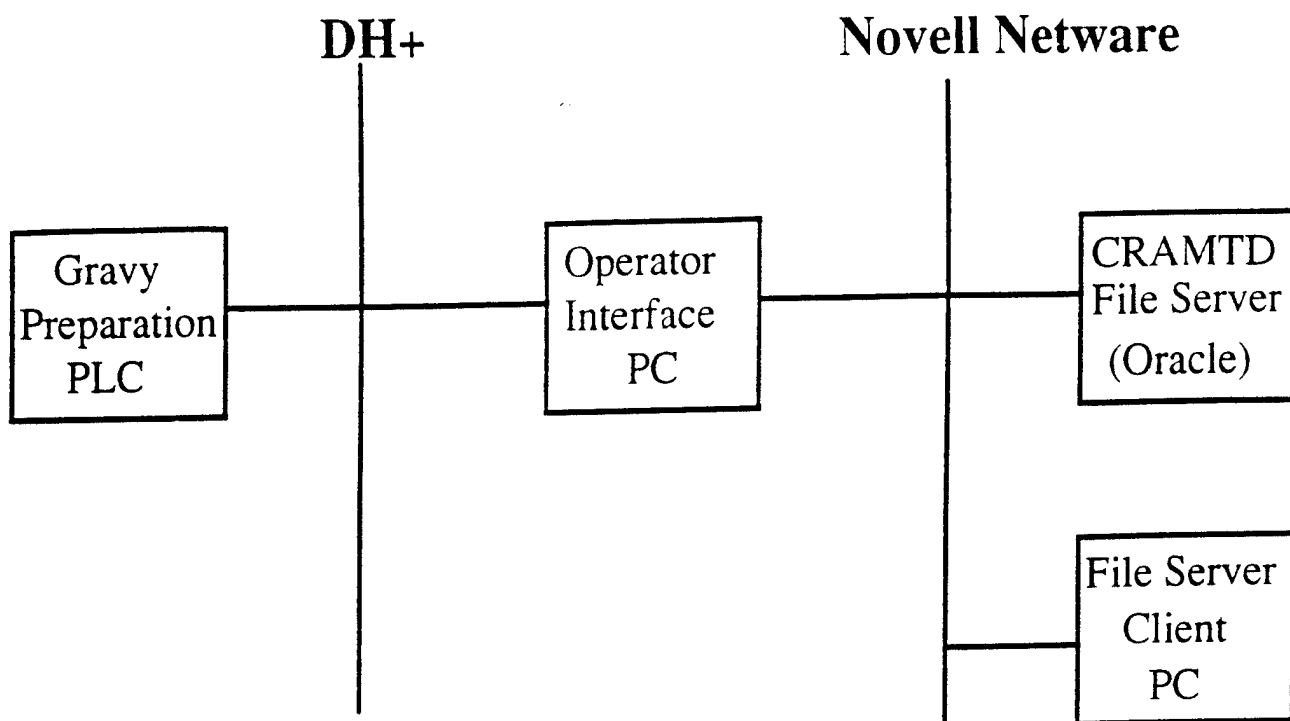 DH+
Novell Netware
Gravy
Preparation
PLC
Operator
Interface
PC
CRAMTD
File Server
(Oracle)
File Server
Client
PC